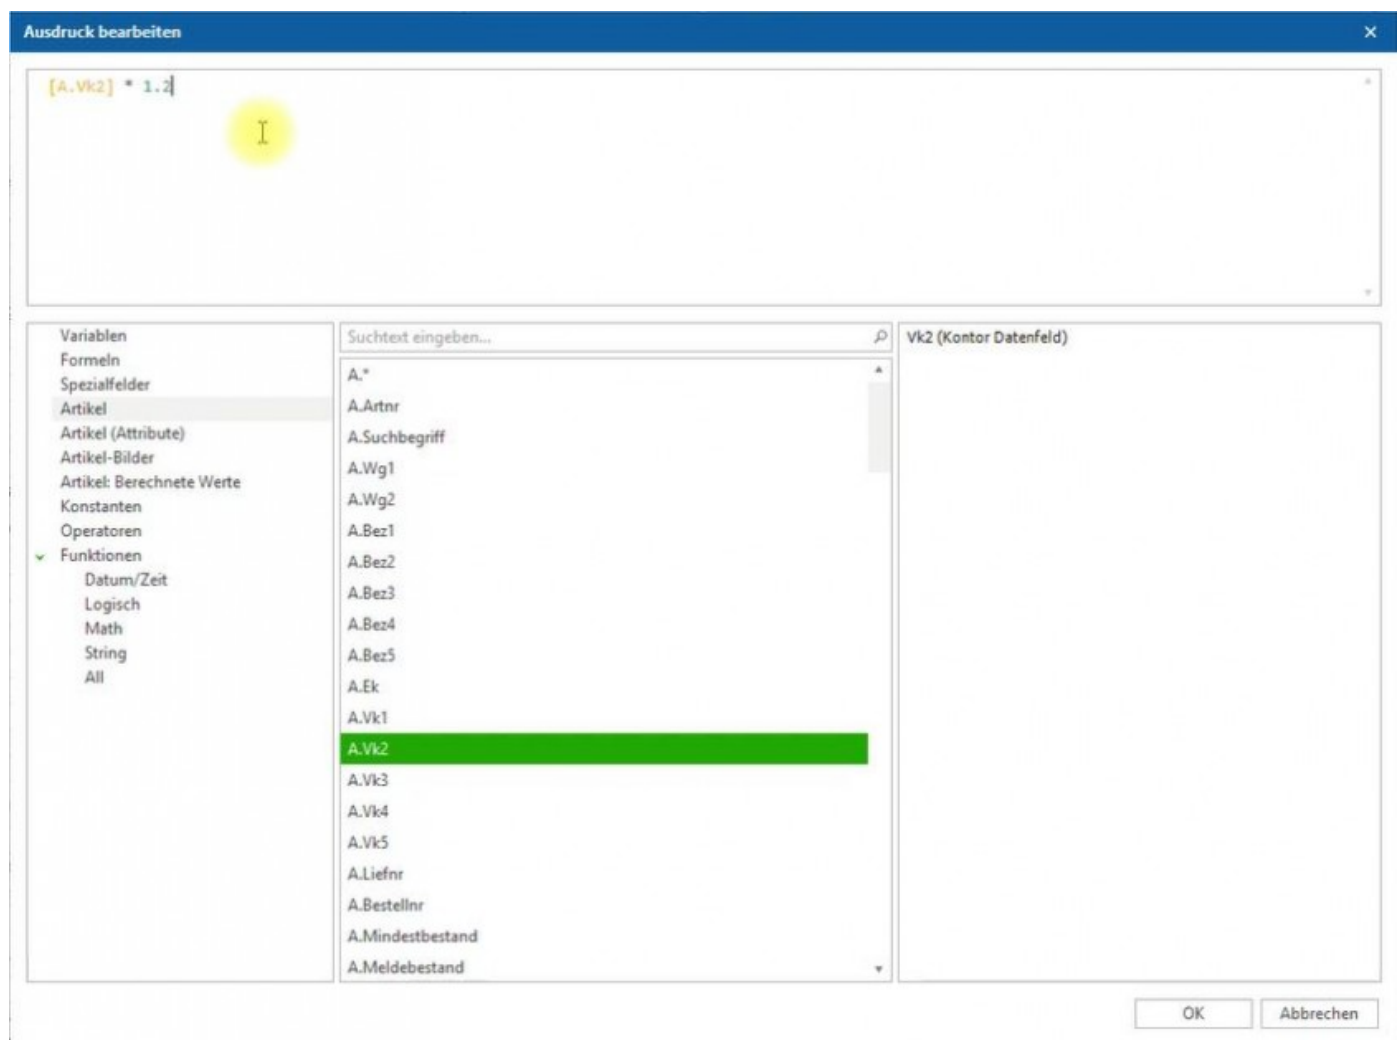 Ausdruck bearbeiten
[A.Vk2] * 1.2
Variablen
Formeln
Spezialfelder
Artikel
Artikel (Attribute)
Artikel-Bilder
Artikel: Berechnete Werte
Konstanten
Operatoren
Funktionen
Datum/Zeit
Logisch
Math
String
All
Suchtext eingeben...
A.*
A.Artnr
A.Suchbegriff
A.Wg1
A.Wg2
A.Bez1
A.Bez2
A.Bez3
A.Bez4
A.Bez5
A.Ek
A.Vk1
A.Vk2
A.Vk3
A.Vk4
A.Vk5
A.Liefnr
A.Bestellnr
A.Mindestbestand
A.Meldebestand
Vk2 (Kontor Datenfeld)
OK
Abbrechen